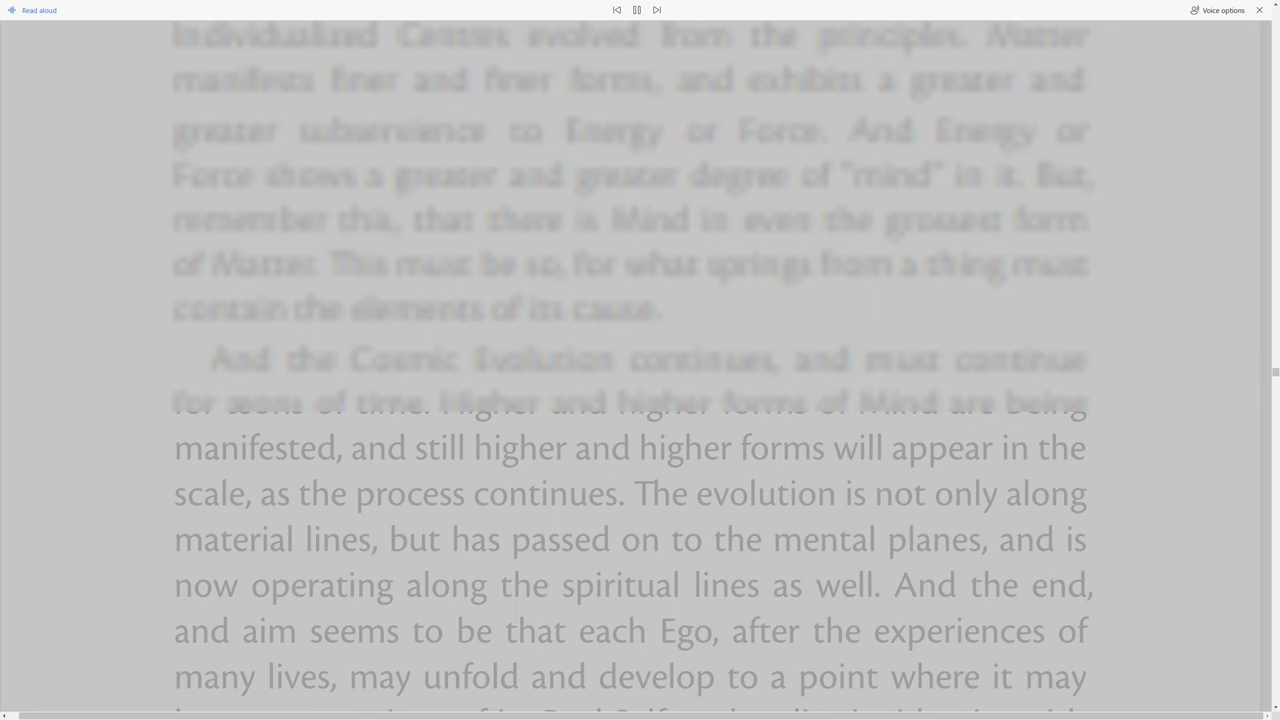 Read aloud
Voice options
Individualized Centres evolved from the principles. Matter
manifests finer and finer forms, and exhibits a greater and
greater subservience to Energy or Force. And Energy or
Force shows a greater and greater degree of "mind" in it. But,
remember this, that there is Mind in even the grossest form
of Matter. This must be so, for what springs from a thing must
contain the elements of its cause.
And the Cosmic Evolution continues, and must continue
for æons of time. Higher and higher forms of Mind are being
manifested, and still higher and higher forms will appear in the
scale, as the process continues. The evolution is not only along
material lines, but has passed on to the mental planes, and is
now operating along the spiritual lines as well. And the end,
and aim seems to be that each Ego, after the experiences of
many lives, may unfold and develop to a point where it may